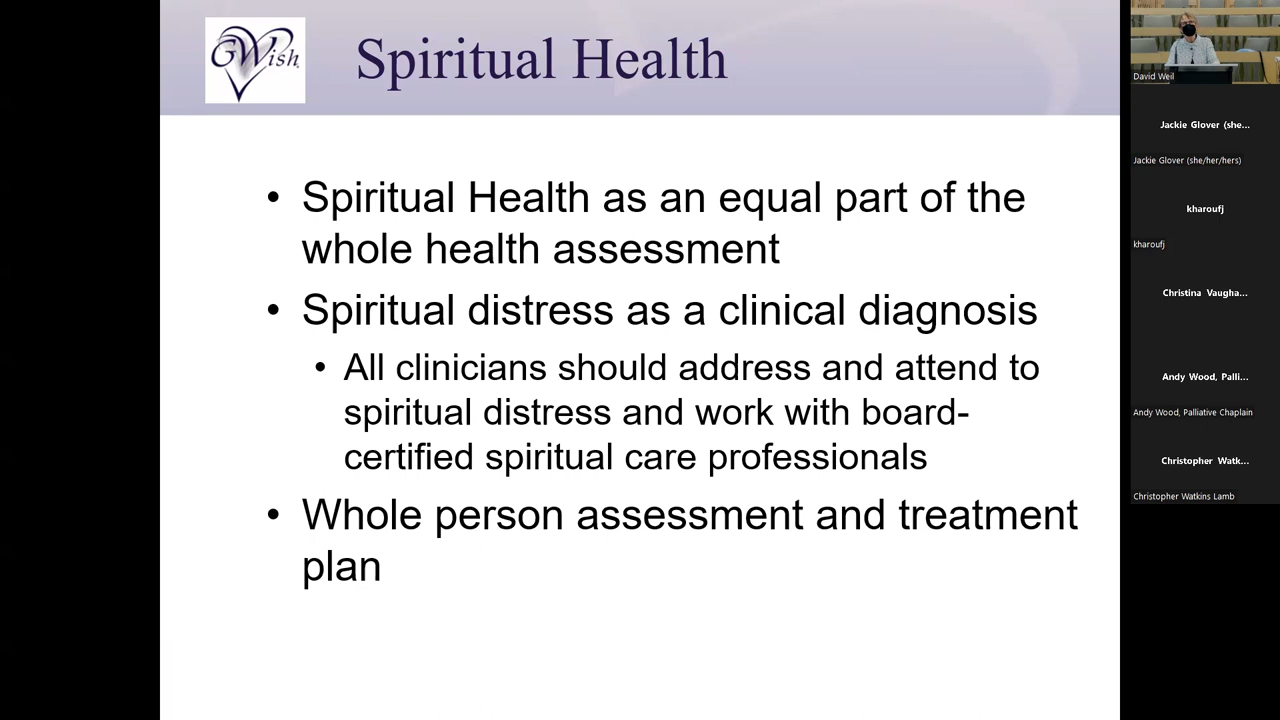 GWish
Spiritual Health
• Spiritual Health as an equal part of the
whole health assessment
• Spiritual distress as a clinical diagnosis
• All clinicians should address and attend to
spiritual distress and work with board-
certified spiritual care professionals
• Whole person assessment and treatment
plan
David Weil
Jackie Glover (she...
Jackie Glover (she/her/hers)
kharoufj
kharoufj
Christina Vaugha...
Andy Wood, Palli...
Andy Wood, Palliative Chaplain
Christopher Watk...
Christopher Watkins Lamb